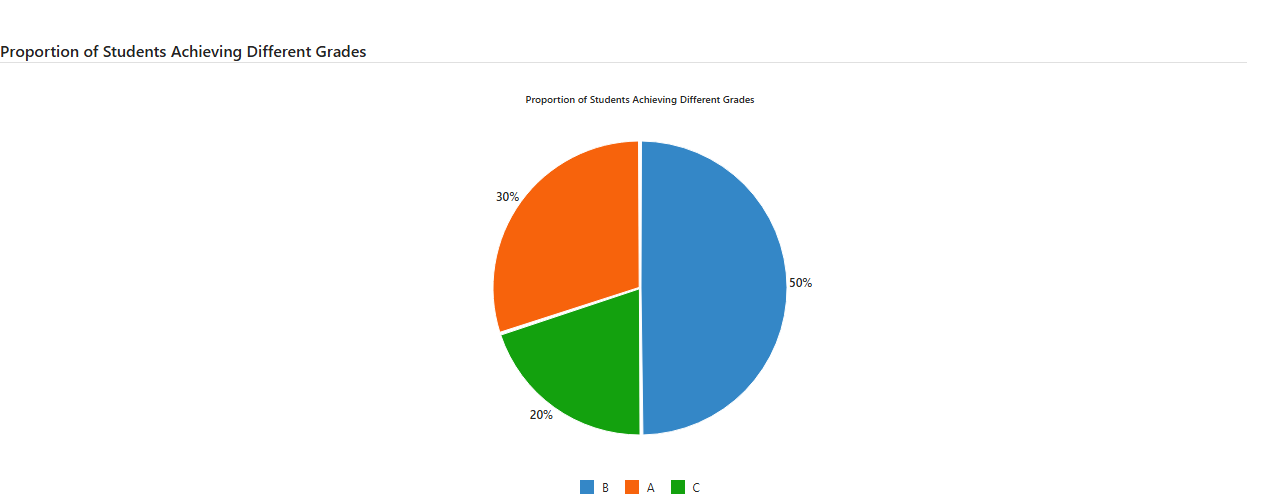 Proportion of Students Achieving Different Grades
Proportion of Students Achieving Different Grades
30%
50%
20%
B A C